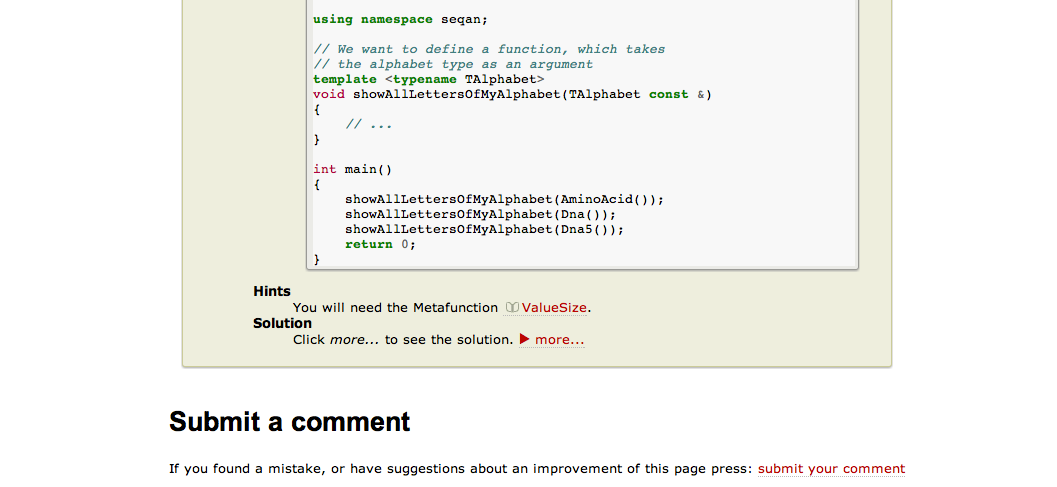 using namespace seqan;
// We want to define a function, which takes
// the alphabet type as an argument
template <typename TAlphabet>
void showAllLettersOfMyAlphabet(TAlphabet const &)
{
    // ...
}
int main()
{
    showAllLettersOfMyAlphabet(AminoAcid());
    showAllLettersOfMyAlphabet(Dna());
    showAllLettersOfMyAlphabet(Dna5());
    return 0;
}
Hints
You will need the Metafunction ValueSize.
Solution
Click more... to see the solution. ▶ more...
Submit a comment
If you found a mistake, or have suggestions about an improvement of this page press: submit your comment